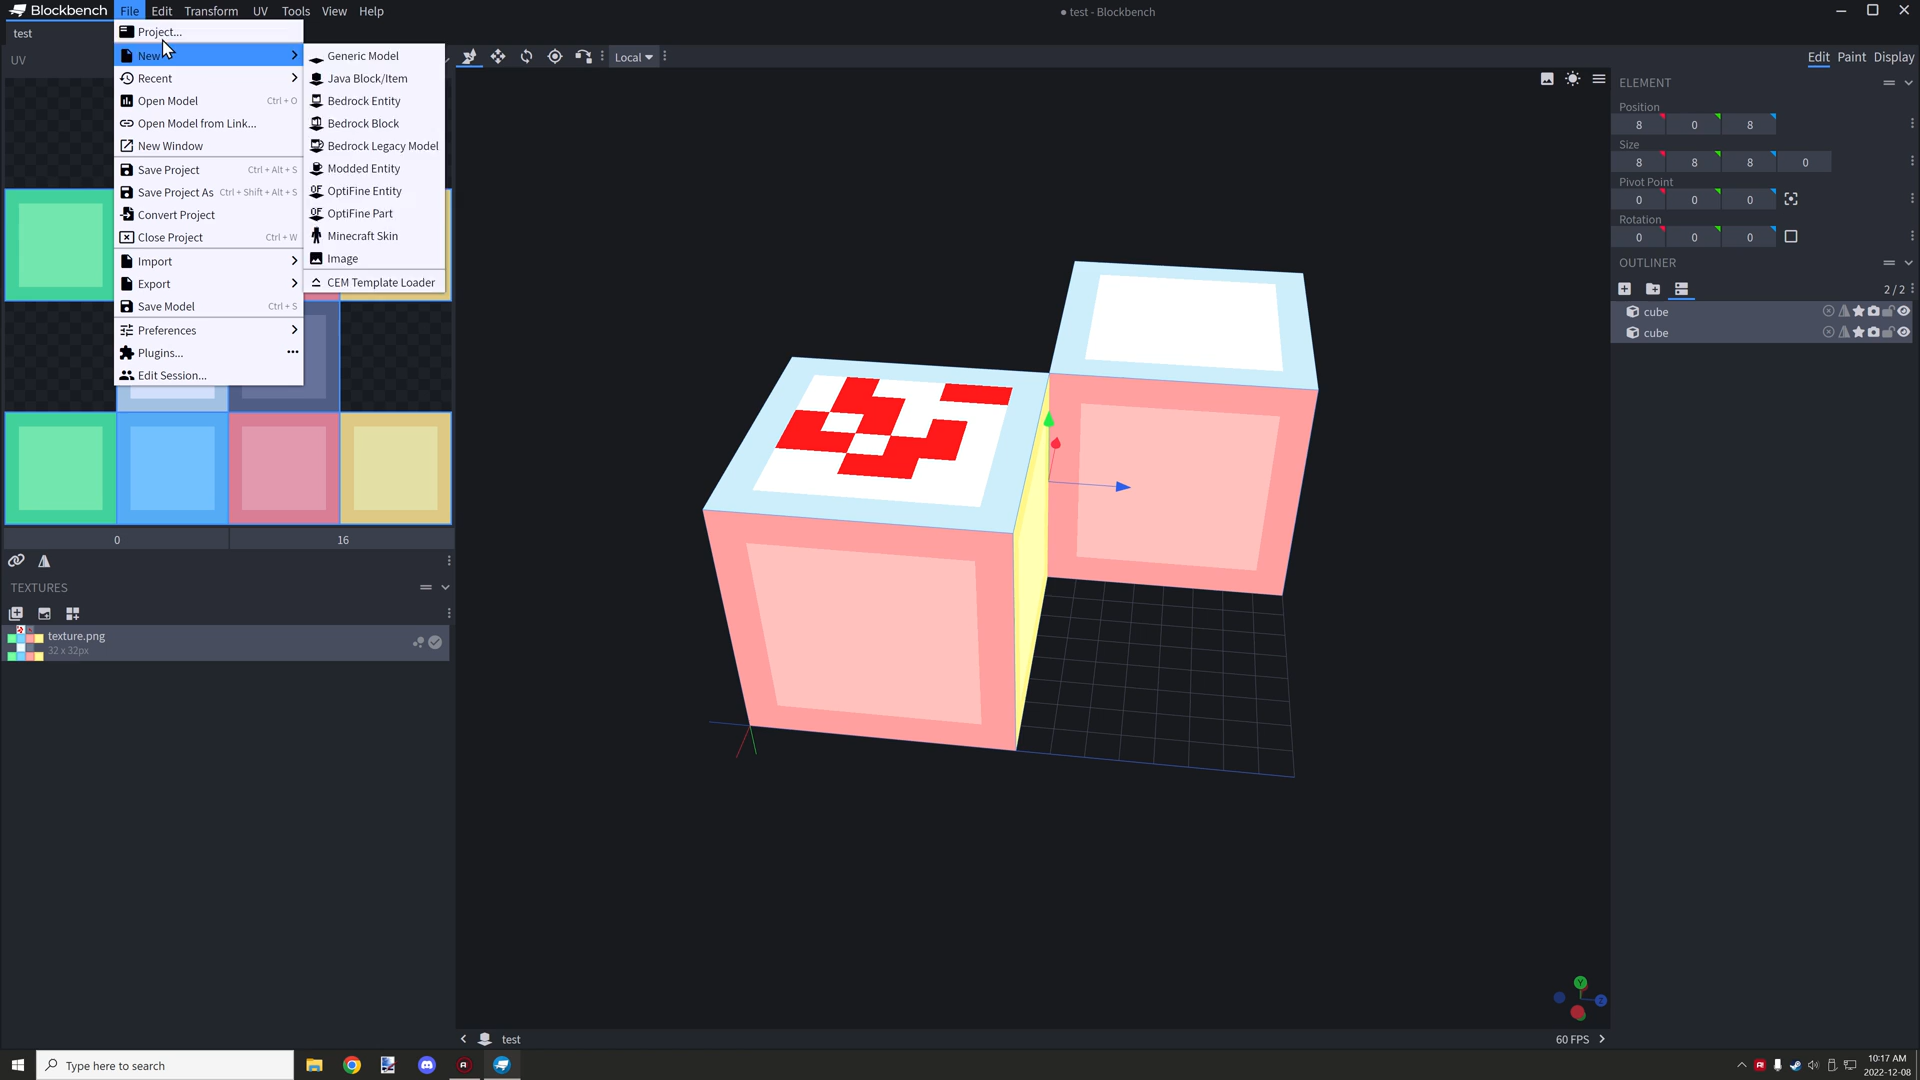 Blockbench File Edit Transform UV Tools View Help
• test - Blockbench
test
UV
Project...
New
Recent
Open Model Ctrl + O
Open Model from Link...
New Window
Save Project Ctrl + Alt + S
Save Project As Ctrl + Shift + Alt + S
Convert Project
Close Project Ctrl + W
Import
Export
Save Model Ctrl + S
Preferences
Plugins...
Edit Session...
Generic Model
Java Block/Item
Bedrock Entity
Bedrock Block
Bedrock Legacy Model
Modded Entity
OF OptiFine Entity
OF OptiFine Part
Minecraft Skin
Image
CEM Template Loader
Local
Edit Paint Display
ELEMENT
Position
8 0 8
Size
8 8 8 0
Pivot Point
0 0 0
Rotation
0 0 0
OUTLINER
2 / 2
cube
cube
0 16
TEXTURES
texture.png
32 x 32px
Y
Z
test
60 FPS
Type here to search
10:17 AM
2022-12-08